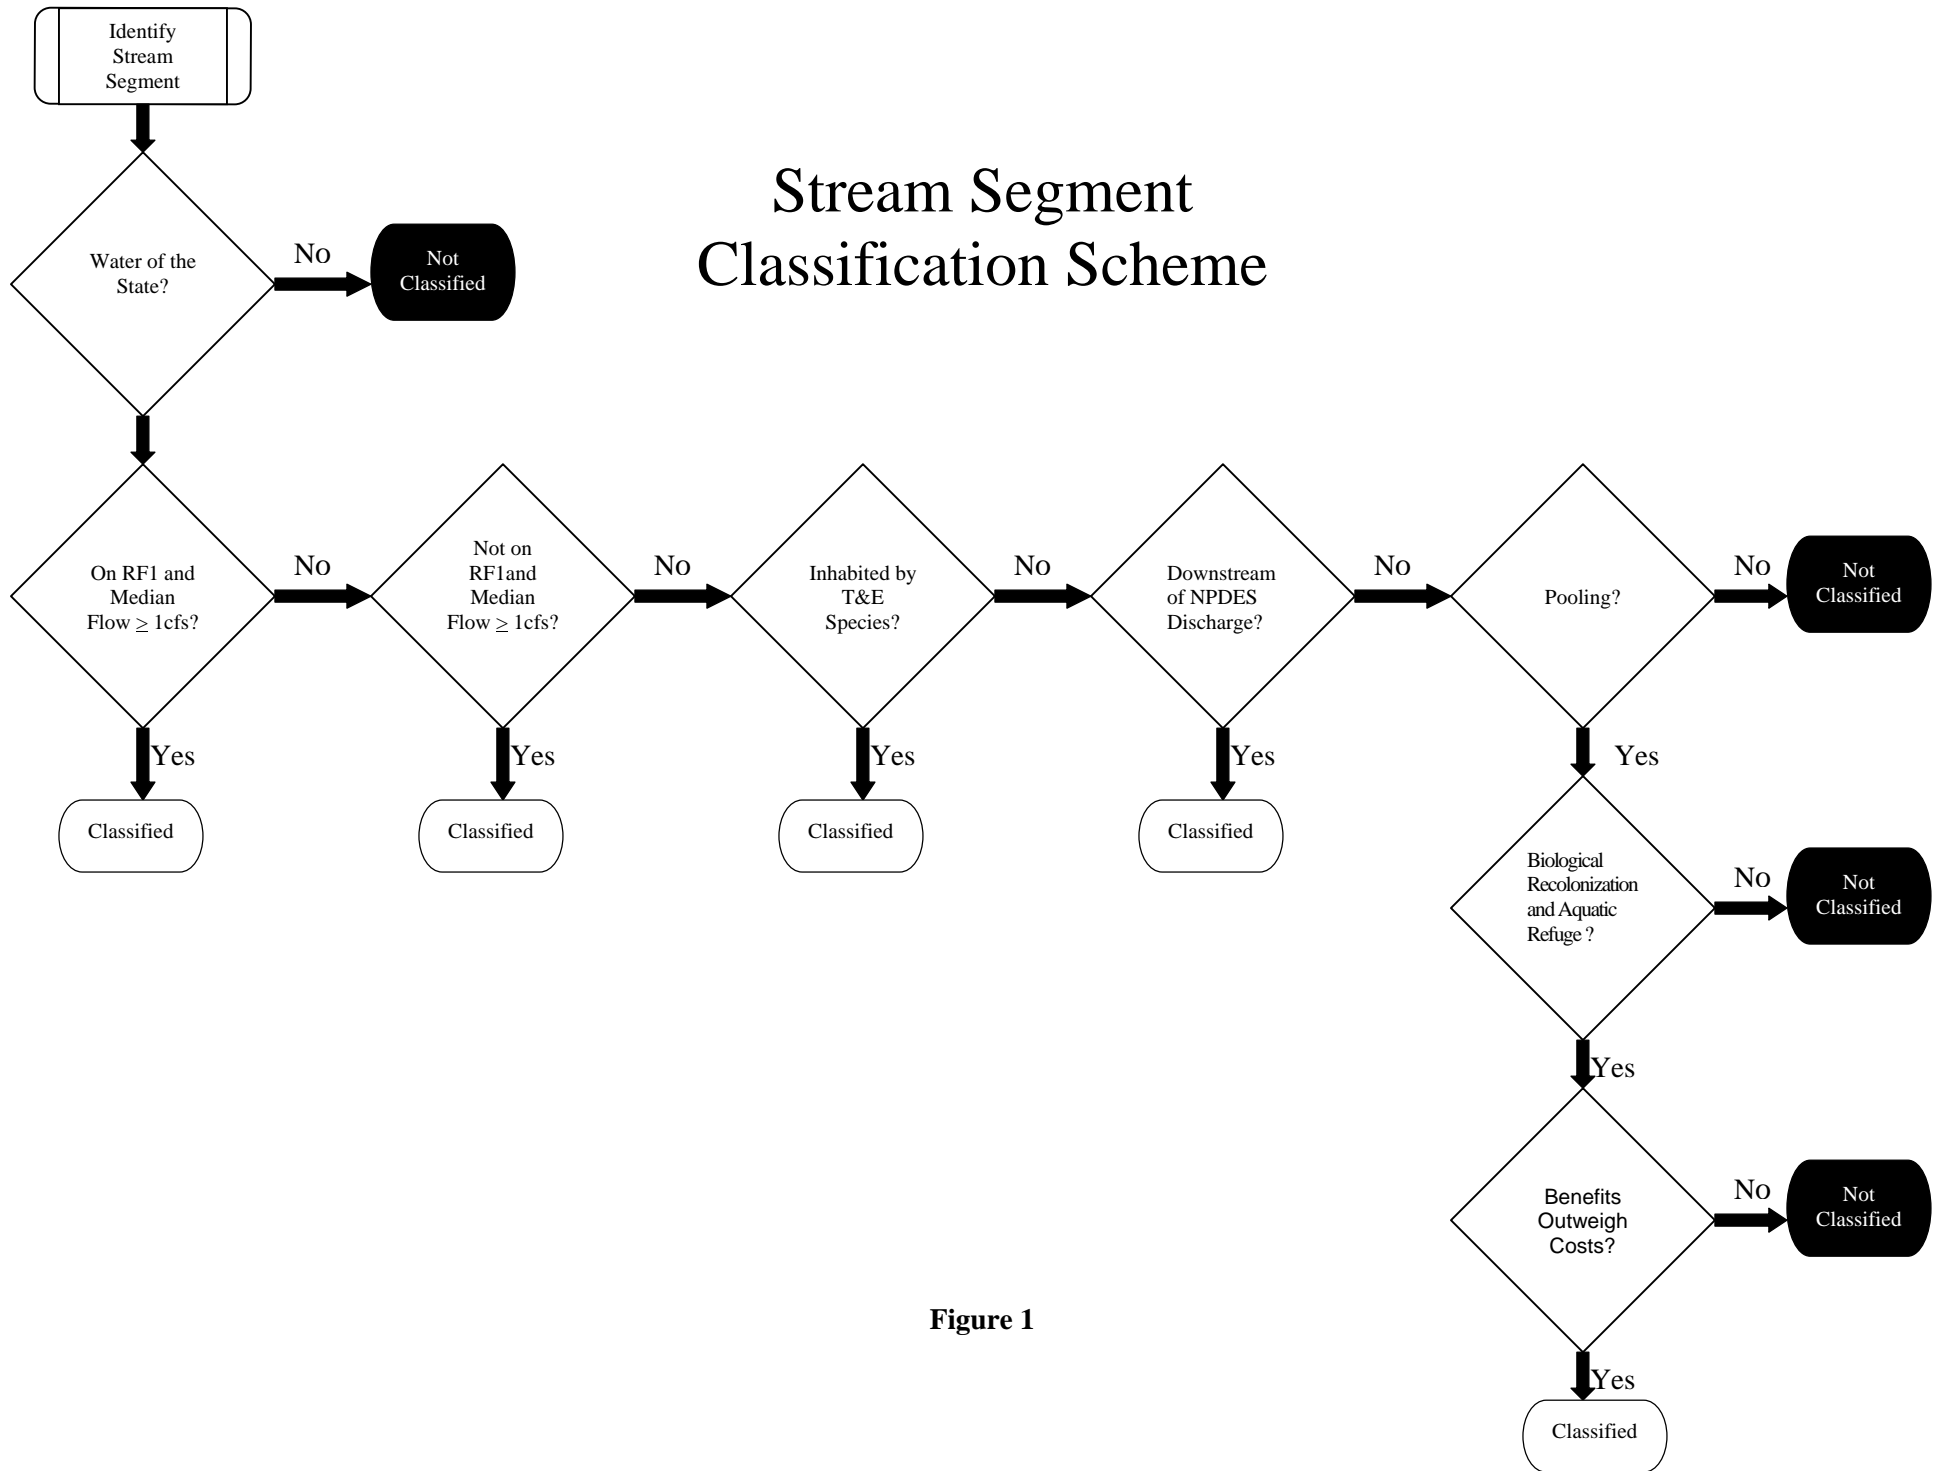 Identify
Stream
Segment
Stream Segment
Classification Scheme
Water of the
State?
No
Not
Classified
On RF1 and
Median
Flow ≥ 1cfs?
No
Not on
RF1and
Median
Flow ≥ 1cfs?
No
Inhabited by
T&E
Species?
No
Downstream
of NPDES
Discharge?
No
Pooling?
No
Not
Classified
Yes
Yes
Yes
Yes
Yes
Classified
Classified
Classified
Classified
Biological
Recolonization
and Aquatic
Refuge ?
No
Not
Classified
Yes
Benefits
Outweigh
Costs?
No
Not
Classified
Figure 1
Yes
Classified